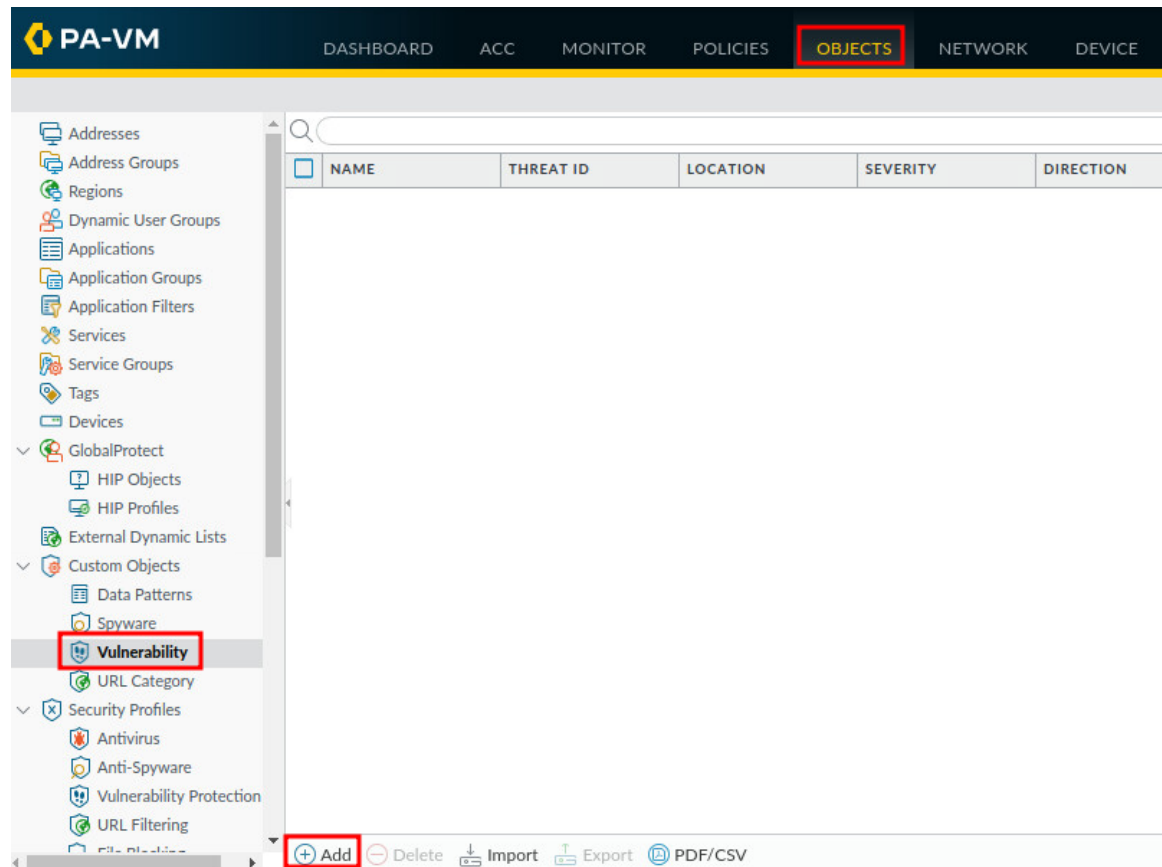 PA-VM
DASHBOARD ACC MONITOR POLICIES OBJECTS NETWORK DEVICE
Addresses
Address Groups
Regions
Dynamic User Groups
Applications
Application Groups
Application Filters
Services
Service Groups
Tags
Devices
GlobalProtect
HIP Objects
HIP Profiles
External Dynamic Lists
Custom Objects
Data Patterns
Spyware
Vulnerability
URL Category
Security Profiles
Antivirus
Anti-Spyware
Vulnerability Protection
URL Filtering
File Blocking
NAME THREAT ID LOCATION SEVERITY DIRECTION
Add Delete Import Export PDF/CSV